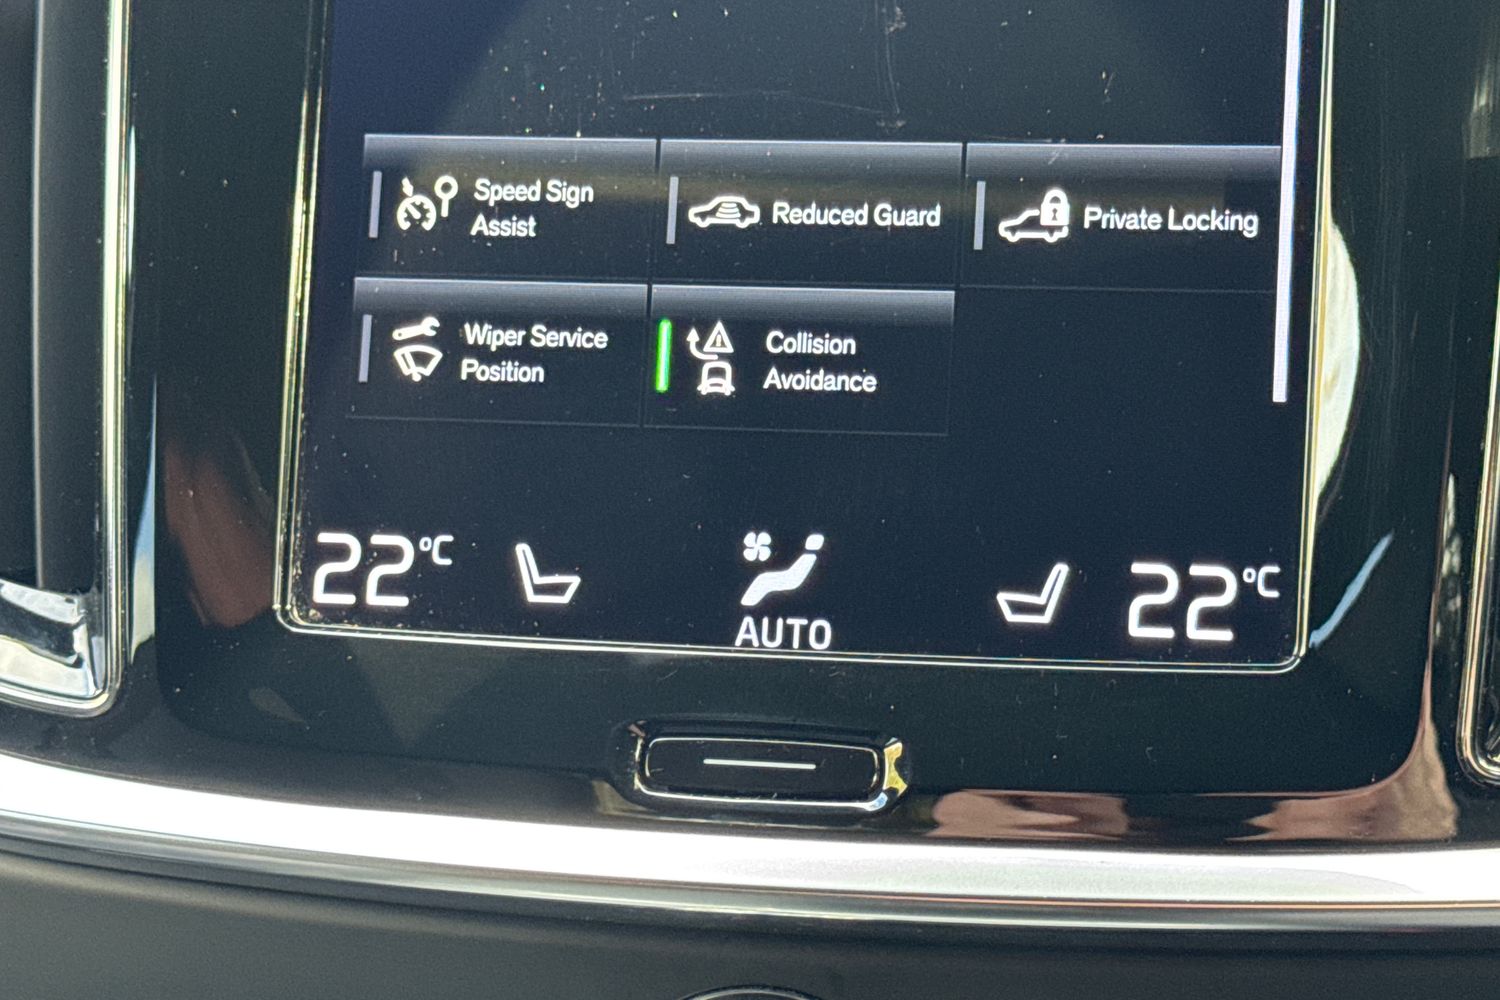 Speed Sign
Assist
Reduced Guard
Private Locking
Wiper Service
Position
Collision
Avoidance
22°C
AUTO
22°C